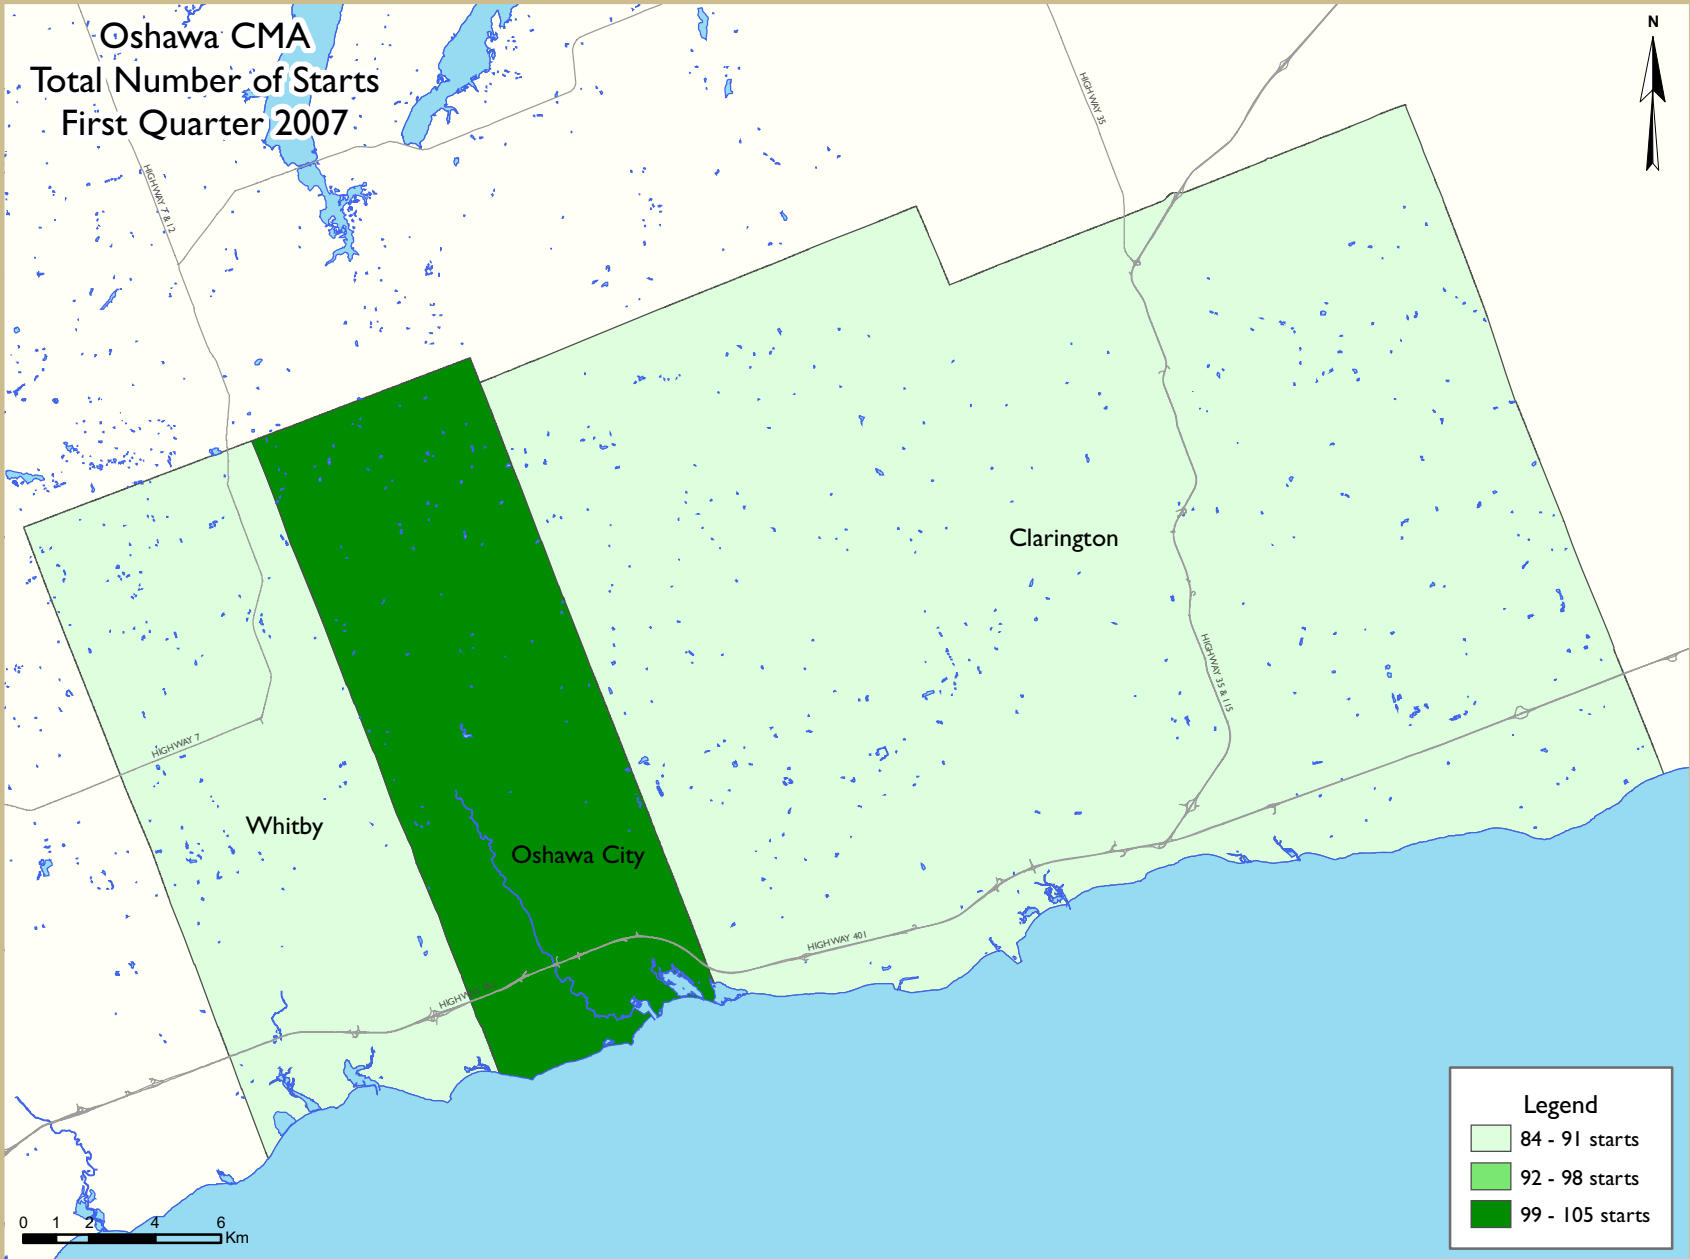 Oshawa CMA
Total Number of Starts
First Quarter 2007
N
HIGHWAY 35
HIGHWAY 7 & 12
Clarington
HIGHWAY 35 & 115
HIGHWAY 7
Whitby
Oshawa City
HIGHWAY 401
HIGHWAY
Legend
84 - 91 starts
92 - 98 starts
99 - 105 starts
0 1 2 4 6
Km